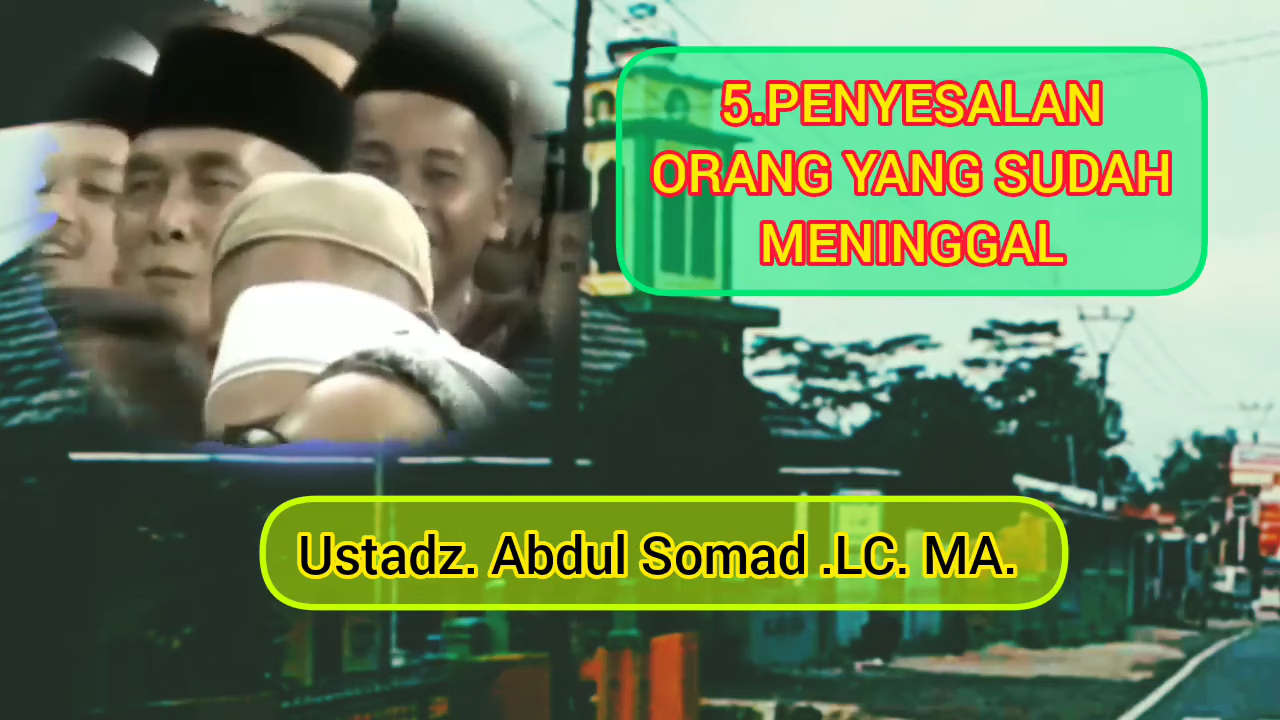 5.PENYESALAN
ORANG YANG SUDAH
MENINGGAL
Ustadz. Abdul Somad .LC. MA.